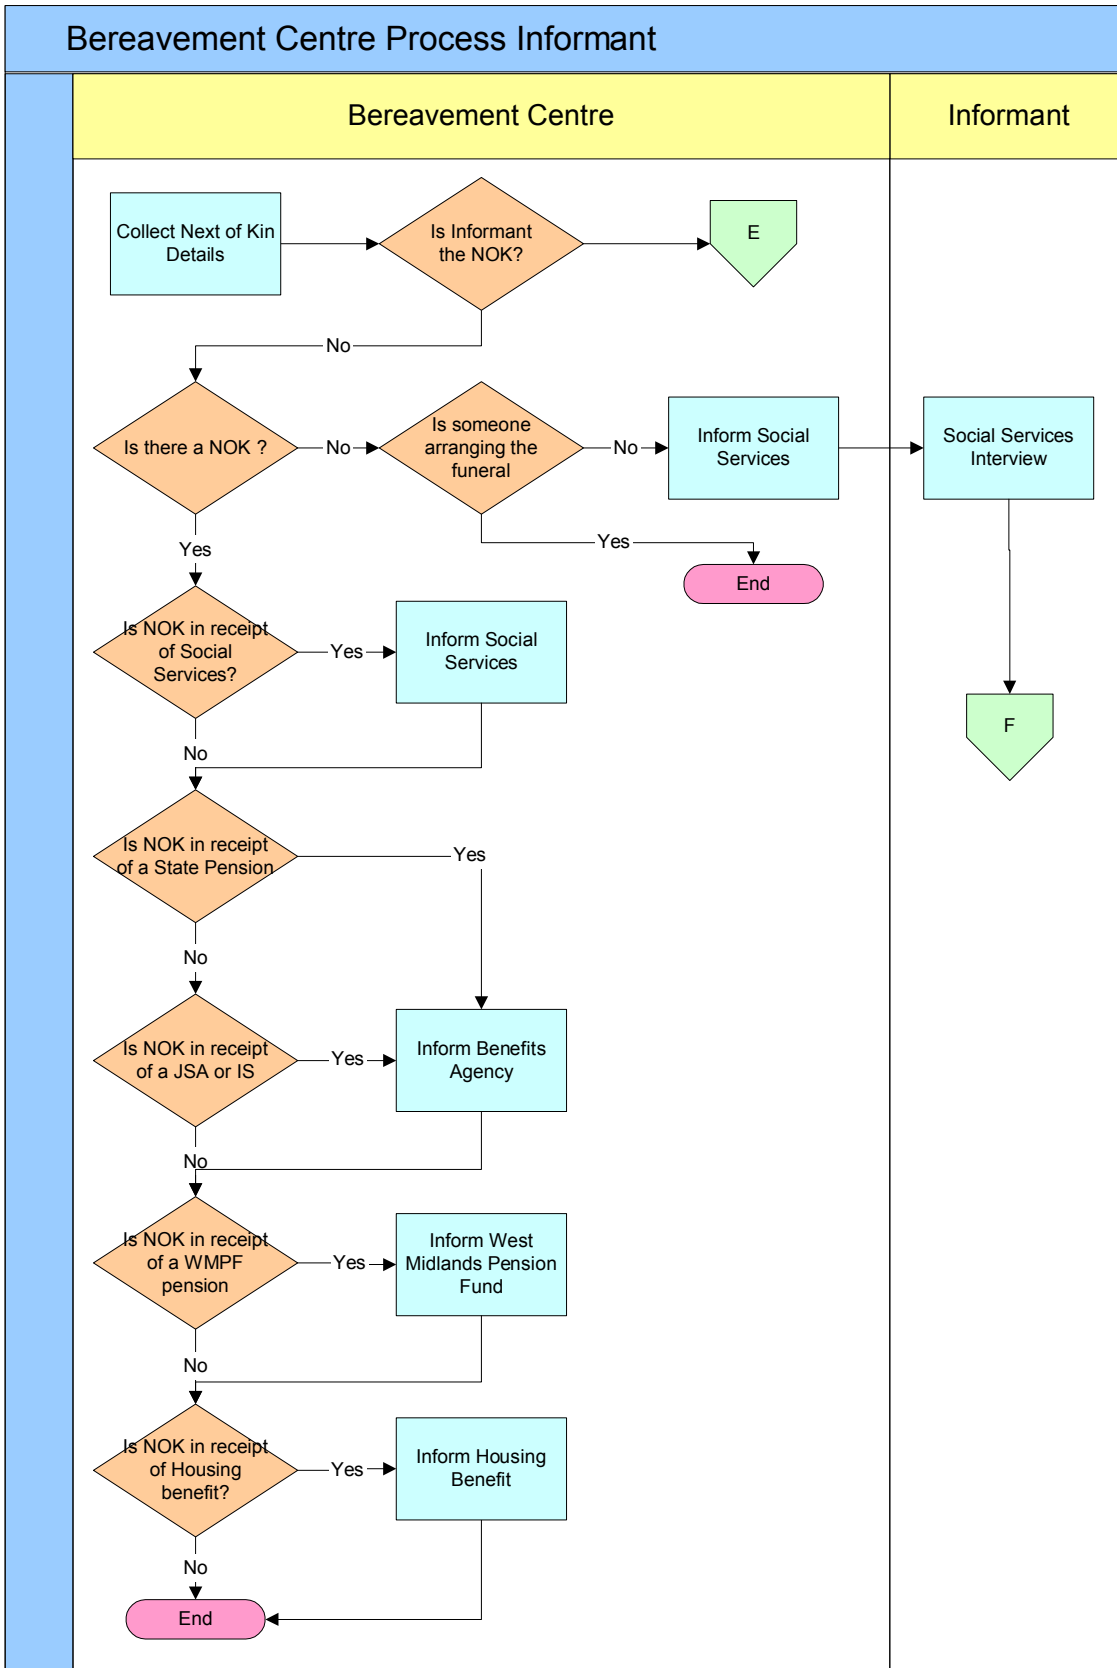 Bereavement Centre Process Informant
Bereavement Centre
Informant
Collect Next of Kin
Details
Is Informant
the NOK?
E
No
Is there a NOK ?
No
Is someone
arranging the
funeral
No
Inform Social
Services
Social Services
Interview
Yes
Yes
End
Is NOK in receipt
of Social
Services?
Yes
Inform Social
Services
F
No
Is NOK in receipt
of a State Pension
Yes
No
Is NOK in receipt
of a JSA or IS
Yes
Inform Benefits
Agency
No
Is NOK in receipt
of a WMPF
pension
Yes
Inform West
Midlands Pension
Fund
No
Is NOK in receipt
of Housing
benefit?
Yes
Inform Housing
Benefit
No
End